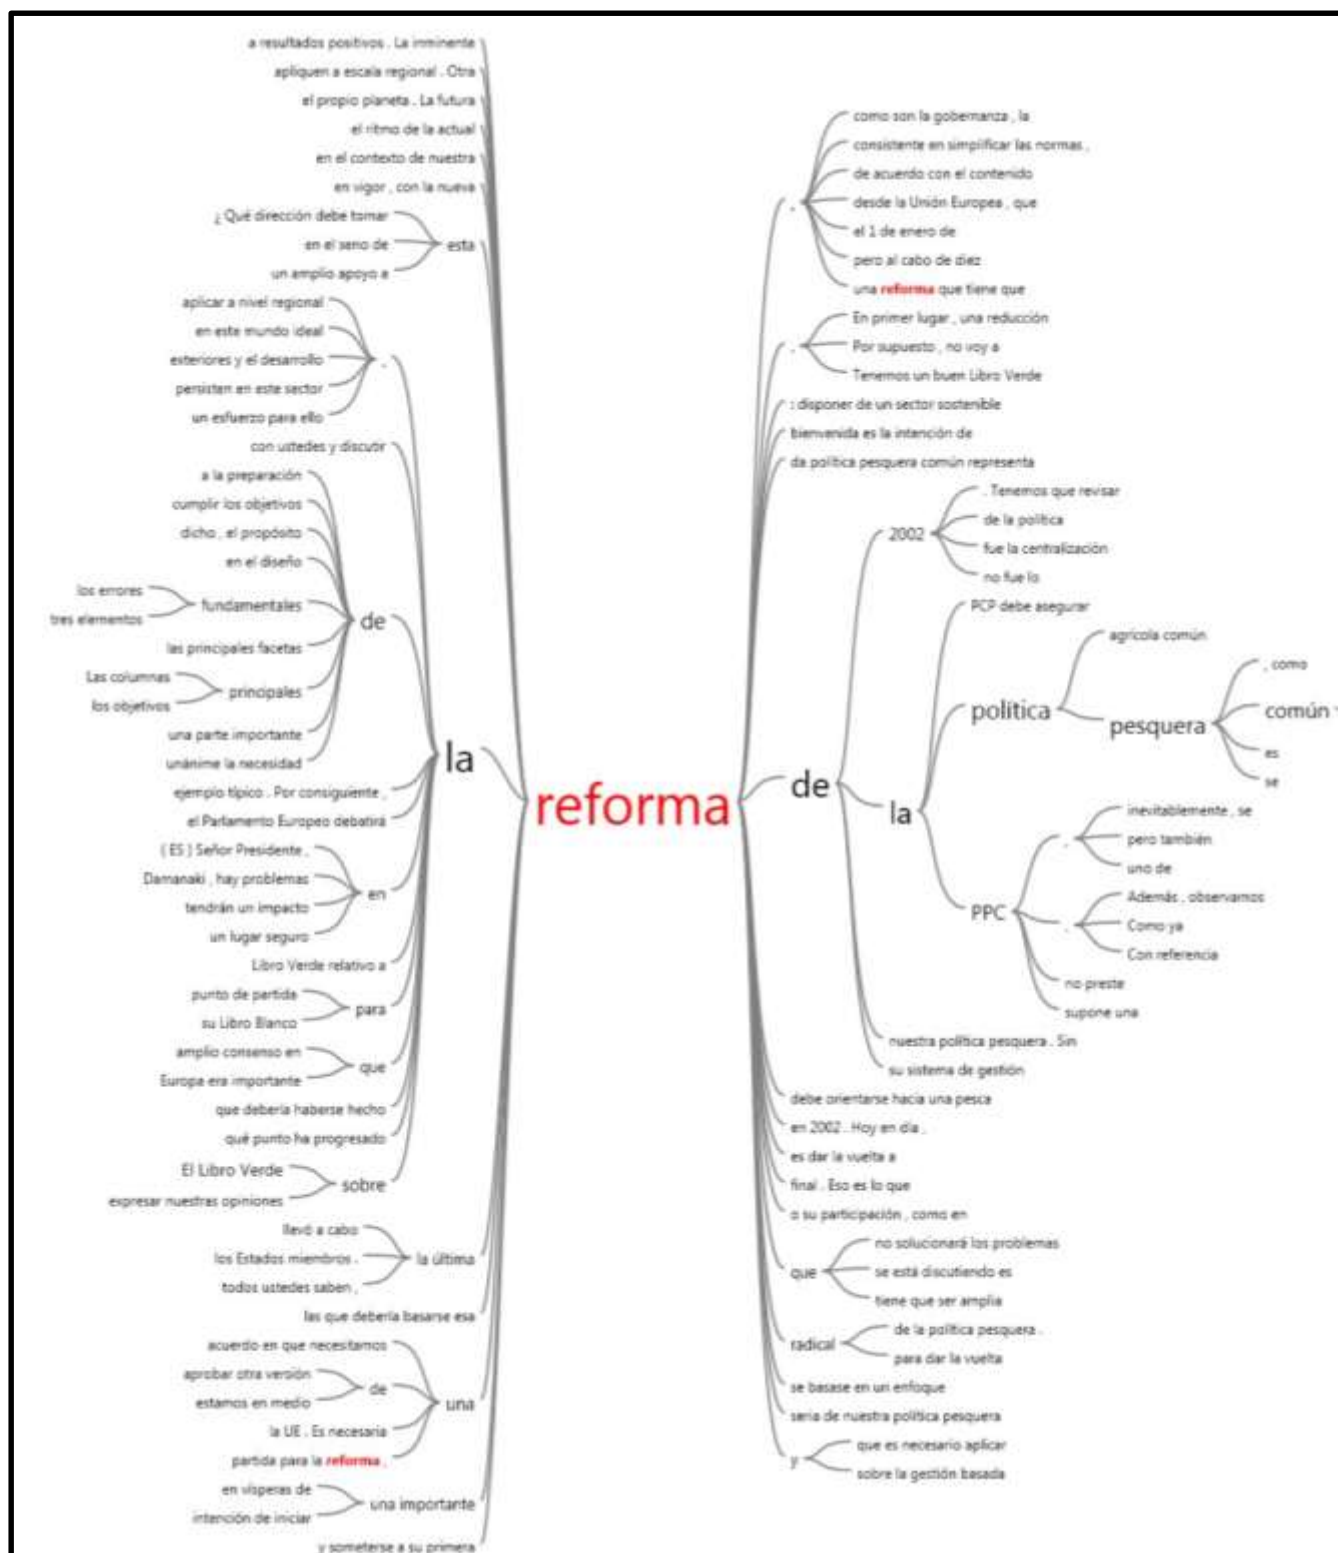 a resultados positivos . La inminente
apliquen a escala regional . Otra
el propio planeta . La futura
el ritmo de la actual
en el contexto de nuestra
en vigor , con la nueva
¿ Qué dirección debe tomar
en el seno de
un amplio apoyo a
esta
aplicar a nivel regional
en este mundo ideal
exteriores y el desarrollo
persisten en este sector
un esfuerzo para ello
,
con ustedes y discutir
a la preparación
cumplir los objetivos
dicho , el propósito
en el diseño
los errores
tres elementos
fundamentales
las principales facetas
Las columnas
los objetivos
principales
una parte importante
unánime la necesidad
de
ejemplo típico . Por consiguiente ,
el Parlamento Europeo debatirá
( ES ) Señor Presidente ,
Damanaki , hay problemas
tendrán un impacto
un lugar seguro
en
Libro Verde relativo a
punto de partida
su Libro Blanco
para
amplio consenso en
Europa era importante
que
que debería haberse hecho
qué punto ha progresado
El Libro Verde
expresar nuestras opiniones
sobre
la
llevó a cabo
los Estados miembros .
todos ustedes saben ,
la última
las que debería basarse esa
acuerdo en que necesitamos
aprobar otra versión
estamos en medio
de
la UE . Es necesaria
partida para la reforma ,
una
en vísperas de
intención de iniciar
una importante
y someterse a su primera
reforma
,
como son la gobernanza , la
consistente en simplificar las normas ,
de acuerdo con el contenido
desde la Unión Europea , que
el 1 de enero de
pero al cabo de diez
una reforma que tiene que
.
En primer lugar , una reducción
Por supuesto , no voy a
Tenemos un buen Libro Verde
: disponer de un sector sostenible
bienvenida es la intención de
da política pesquera común representa
de
2002
. Tenemos que revisar
de la política
fue la centralización
no fue lo
la
PCP debe asegurar
política
agrícola común
pesquera
, como
común
es
se
PPC
,
inevitablemente , se
pero también
uno de
.
Además , observamos
Como ya
Con referencia
no preste
supone una
nuestra política pesquera . Sin
su sistema de gestión
debe orientarse hacia una pesca
en 2002 . Hoy en día ,
es dar la vuelta a
final . Eso es lo que
o su participación , como en
que
no solucionará los problemas
se está discutiendo es
tiene que ser amplia
radical
de la política pesquera .
para dar la vuelta
se basase en un enfoque
seria de nuestra política pesquera
y
que es necesario aplicar
sobre la gestión basada